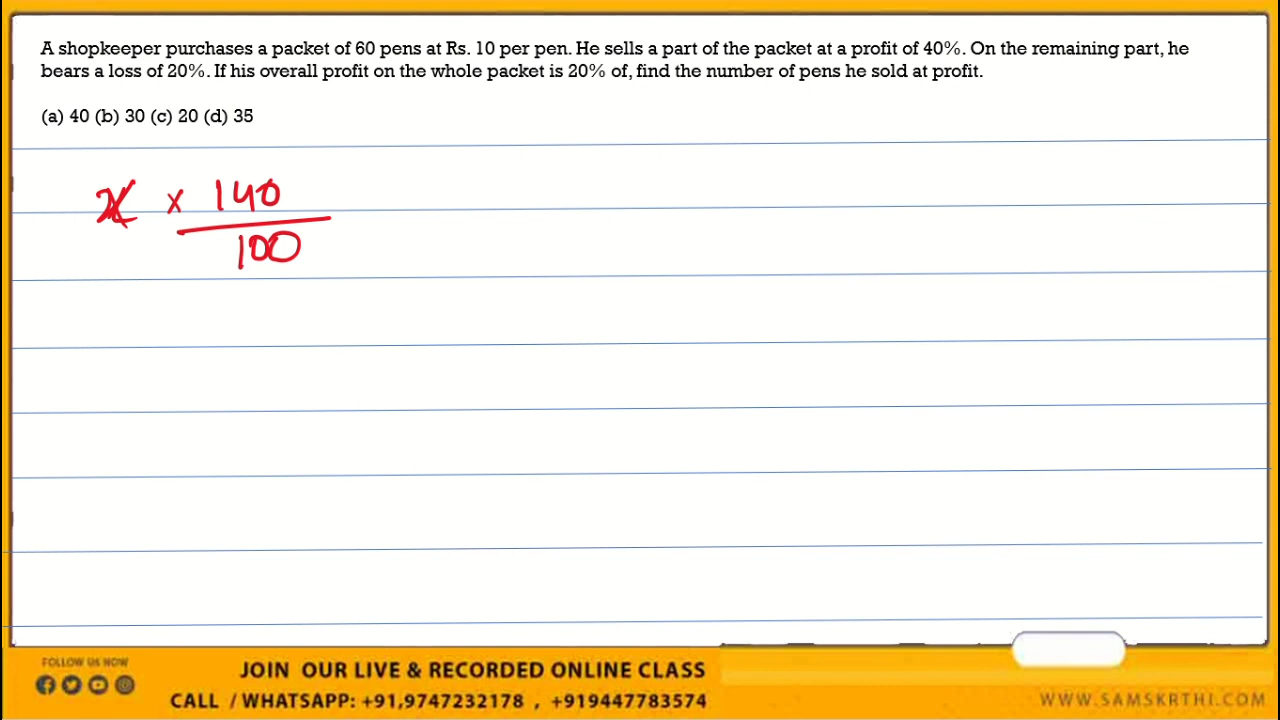 A shopkeeper purchases a packet of 60 pens at Rs. 10 per pen. He sells a part of the packet at a profit of 40%. On the remaining part, he
bears a loss of 20%. If his overall profit on the whole packet is 20% of, find the number of pens he sold at profit.
(a) 40 (b) 30 (c) 20 (d) 35
x × 140
100
FOLLOW US NOW
JOIN OUR LIVE & RECORDED ONLINE CLASS
CALL / WHATSAPP: +91,9747232178 , +919447783574
WWW.SAMSKRTHI.COM